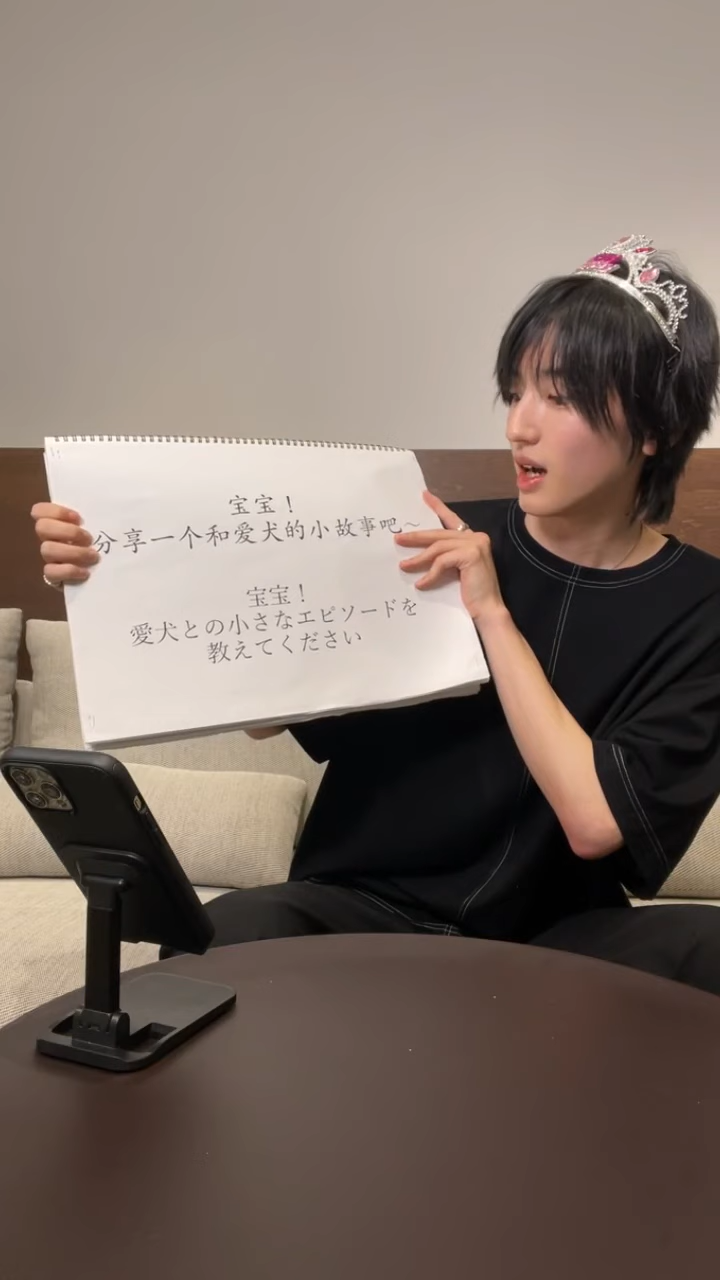 宝宝！
分享一个和爱犬的小故事吧～
宝宝！
愛犬との小さなエピソードを
教えてください